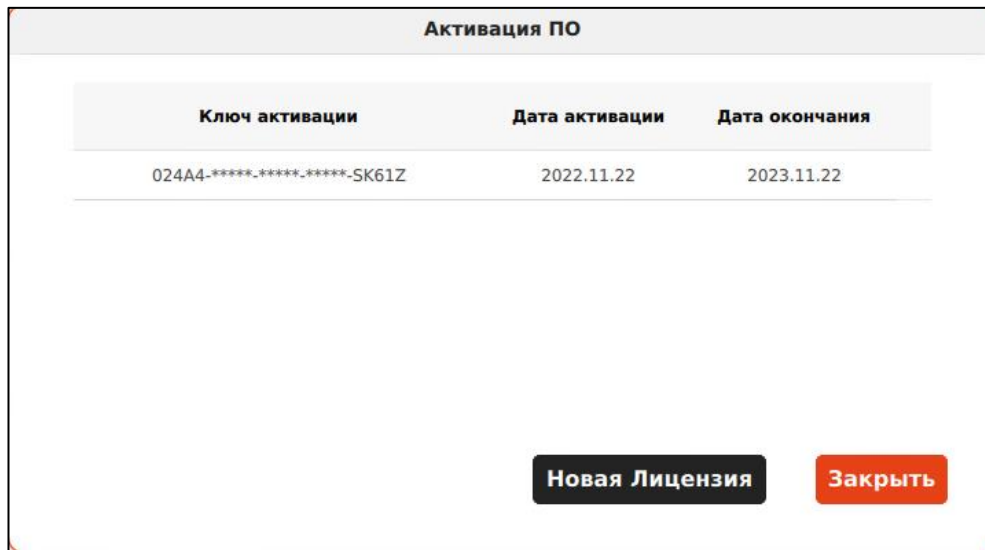 Активация ПО
Ключ активации Дата активации Дата окончания
024A4-*****-*****-*****-SK61Z 2022.11.22 2023.11.22
Новая Лицензия Закрыть